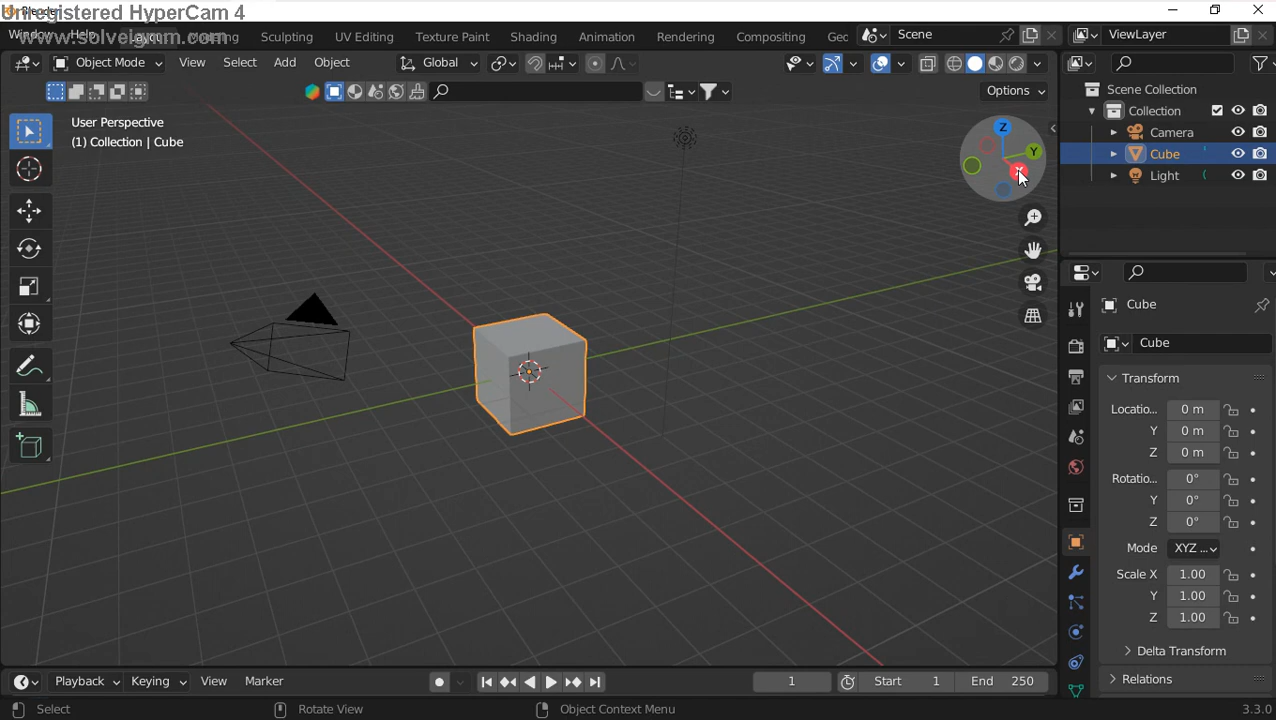 Unregistered HyperCam 4
Blender
www.solveigmm.com
Window Help Layout Modeling Sculpting UV Editing Texture Paint Shading Animation Rendering Compositing Geo Scene ViewLayer
Object Mode View Select Add Object Global
Options
User Perspective
(1) Collection | Cube
Z
Y
X
Scene Collection
Collection
Camera
Cube
Light
Cube
Cube
Transform
Locatio... 0 m
Y 0 m
Z 0 m
Rotatio... 0°
Y 0°
Z 0°
Mode XYZ ...
Scale X 1.00
Y 1.00
Z 1.00
Delta Transform
Relations
Playback Keying View Marker 1 Start 1 End 250
Select Rotate View Object Context Menu 3.3.0